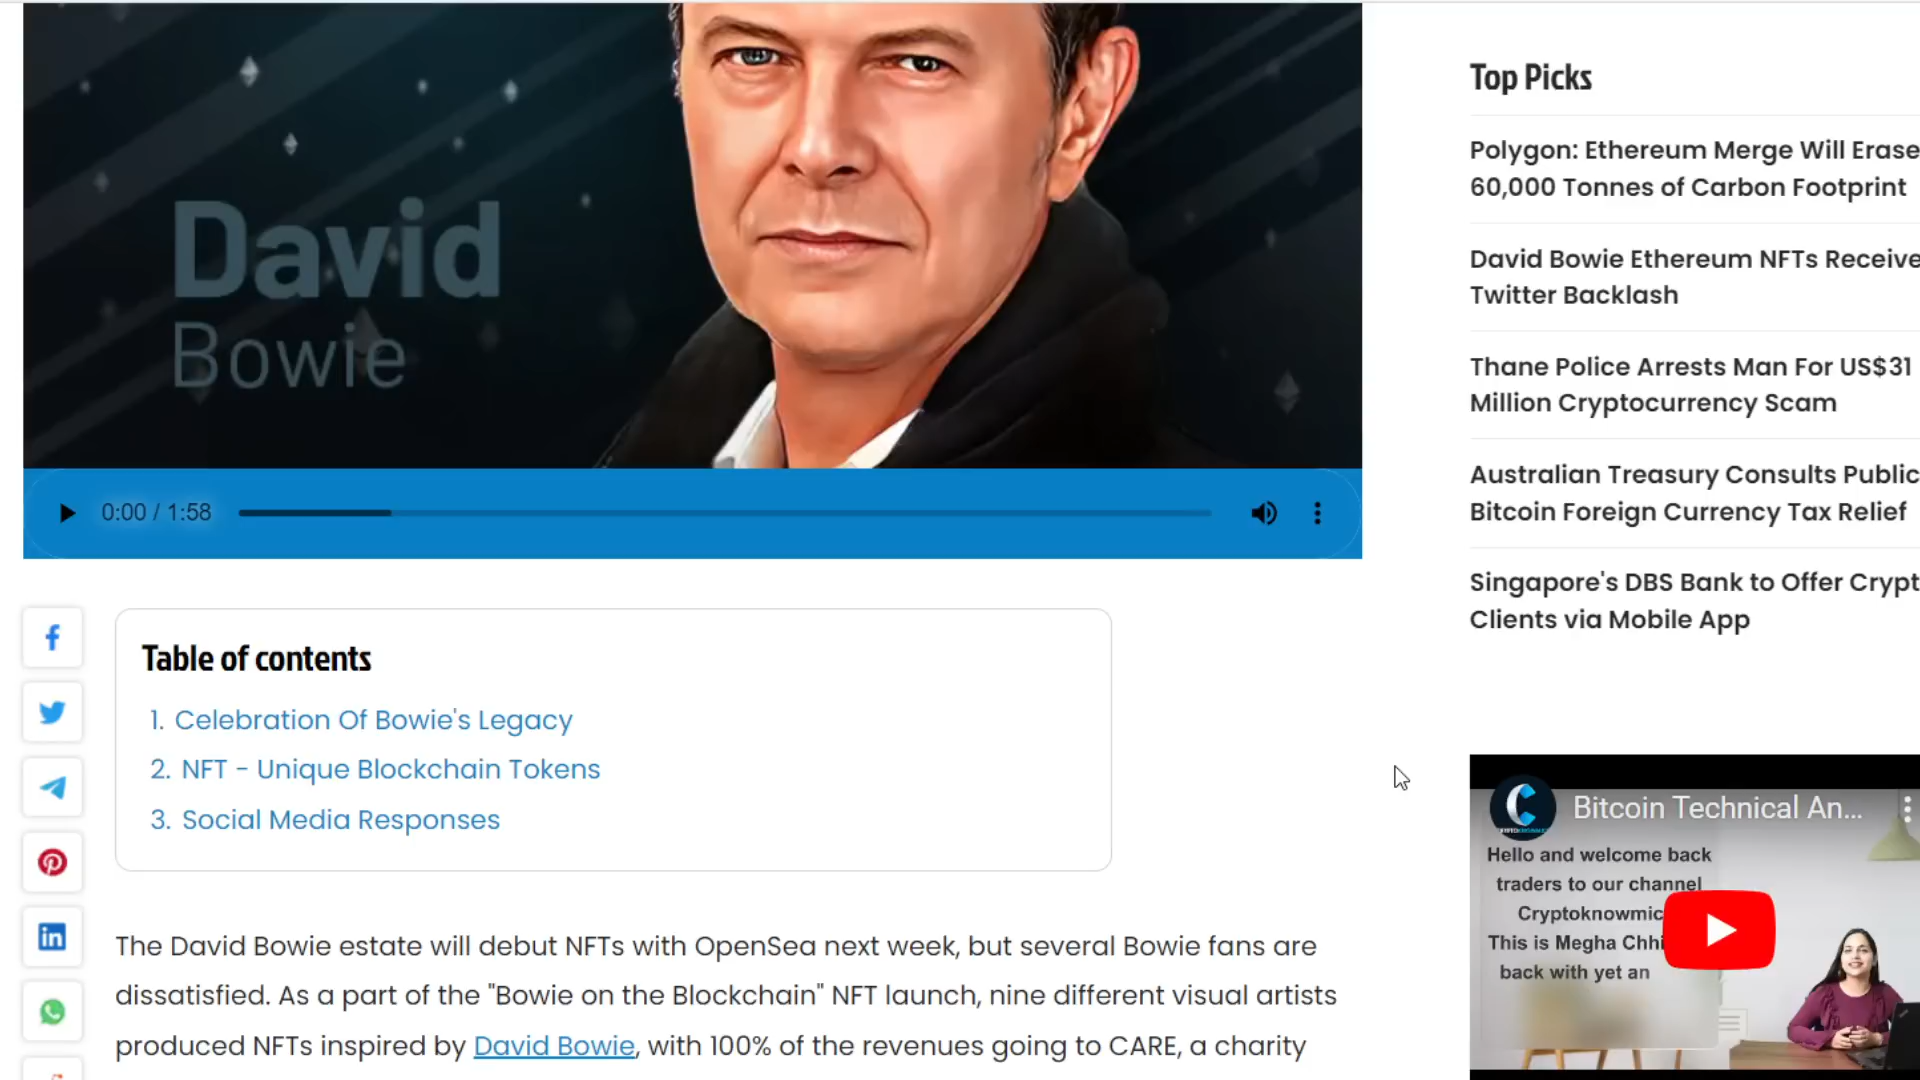 David
Bowie
0:00 / 1:58
Table of contents
1. Celebration Of Bowie's Legacy
2. NFT - Unique Blockchain Tokens
3. Social Media Responses
The David Bowie estate will debut NFTs with OpenSea next week, but several Bowie fans are
dissatisfied. As a part of the "Bowie on the Blockchain" NFT launch, nine different visual artists
produced NFTs inspired by David Bowie, with 100% of the revenues going to CARE, a charity
Top Picks
Polygon: Ethereum Merge Will Erase
60,000 Tonnes of Carbon Footprint
David Bowie Ethereum NFTs Receive
Twitter Backlash
Thane Police Arrests Man For US$31
Million Cryptocurrency Scam
Australian Treasury Consults Public
Bitcoin Foreign Currency Tax Relief
Singapore's DBS Bank to Offer Crypt
Clients via Mobile App
Bitcoin Technical An...
Hello and welcome back
traders to our channel
Cryptoknowmic
This is Megha Chhi
back with yet an